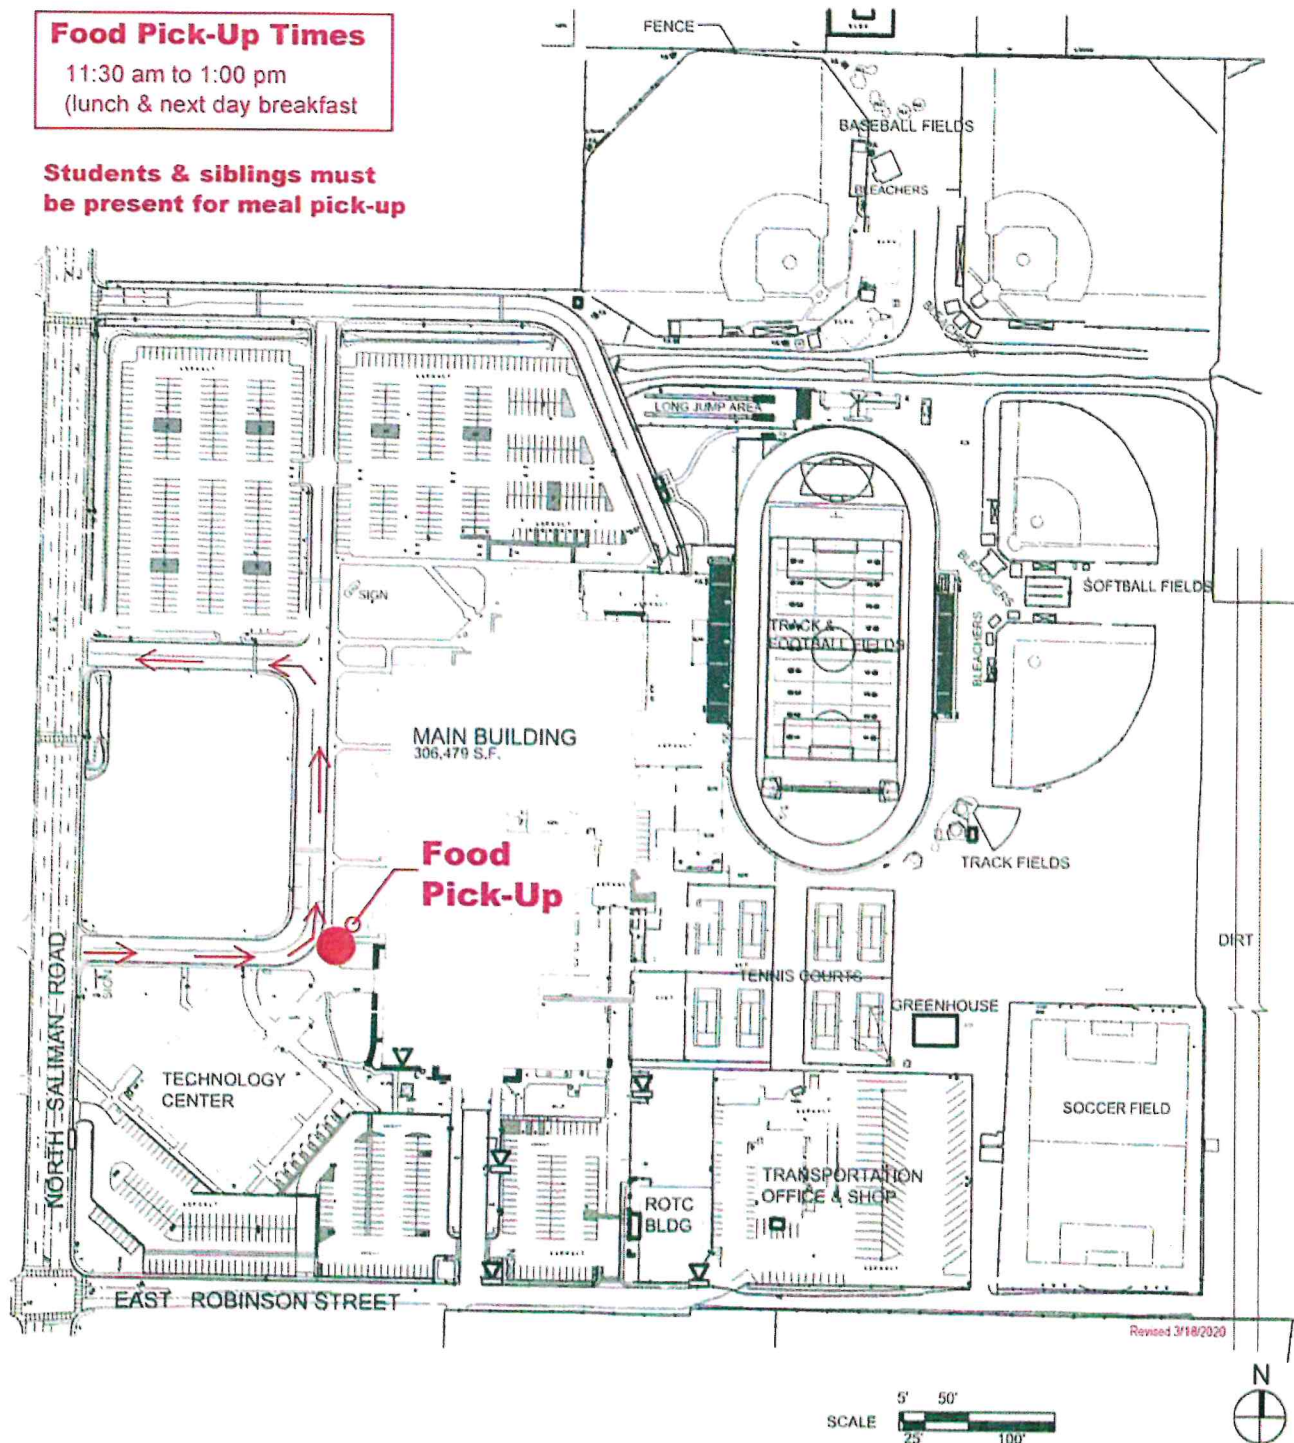 Food Pick-Up Times
11:30 am to 1:00 pm
(lunch & next day breakfast
Students & siblings must
be present for meal pick-up
FENCE
BASEBALL FIELDS
BLEACHERS
LONG JUMP AREA
ASPHALT
ASPHALT
SIGN
BLEACHERS
SOFTBALL FIELDS
TRACK &
FOOTBALL FIELDS
BLEACHERS
MAIN BUILDING
306,479 S.F.
Food
Pick-Up
TRACK FIELDS
DIRT
NORTH SALIMAN ROAD
SIGN
TENNIS COURTS
GREENHOUSE
TECHNOLOGY
CENTER
SOCCER FIELD
TRANSPORTATION
OFFICE & SHOP
ROTC
BLDG
EAST ROBINSON STREET
Revised 3/18/2020
N
SCALE
5' 50'
25' 100'